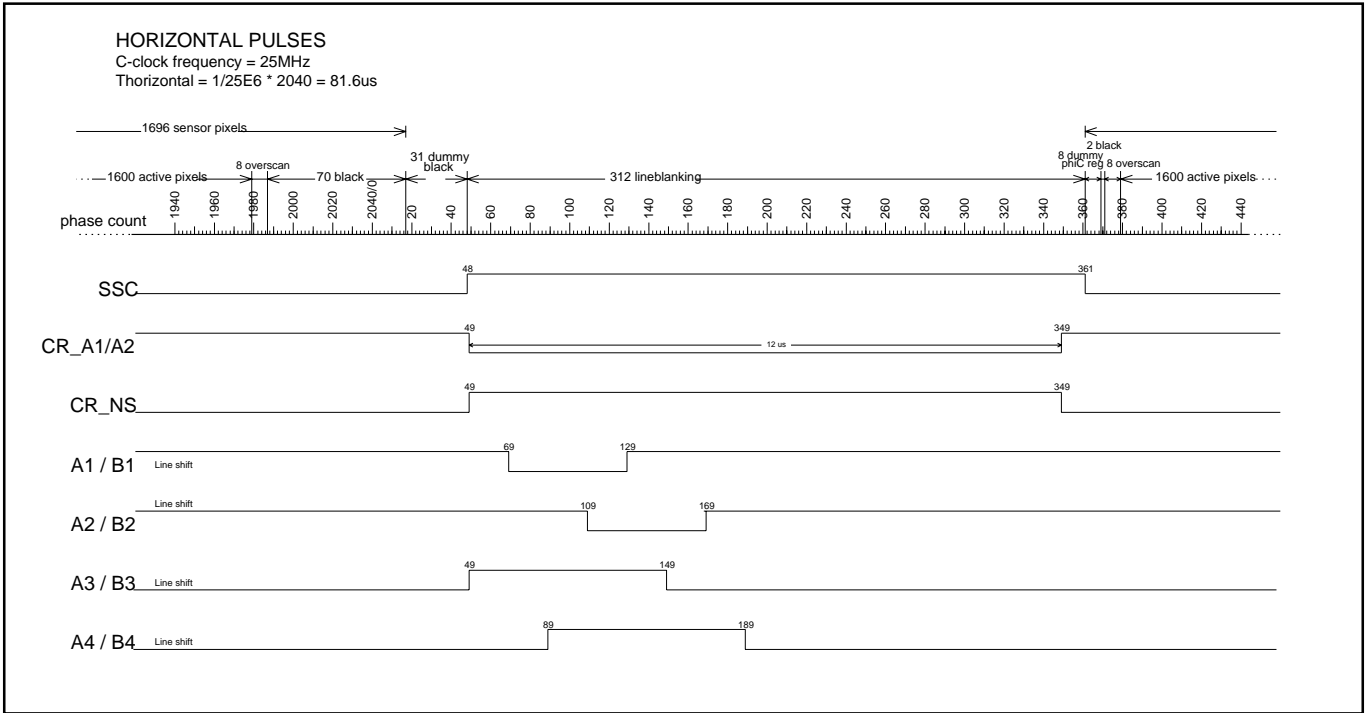 HORIZONTAL PULSES
C-clock frequency = 25MHz
Thorizontal = 1/25E6 * 2040 = 81.6us
1696 sensor pixels
1600 active pixels
8 overscan
70 black
31 dummy
black
312 lineblanking
8 dummy
phiC reg
2 black
8 overscan
1600 active pixels
phase count
1940 1960 1980 2000 2020 2040/0 20 40 60 80 100 120 140 160 180 200 220 240 260 280 300 320 340 360 380 400 420 440
SSC 48 361
CR_A1/A2 49 12 us 349
CR_NS 49 349
A1 / B1 Line shift 69 129
A2 / B2 Line shift 109 169
A3 / B3 Line shift 49 149
A4 / B4 Line shift 89 189